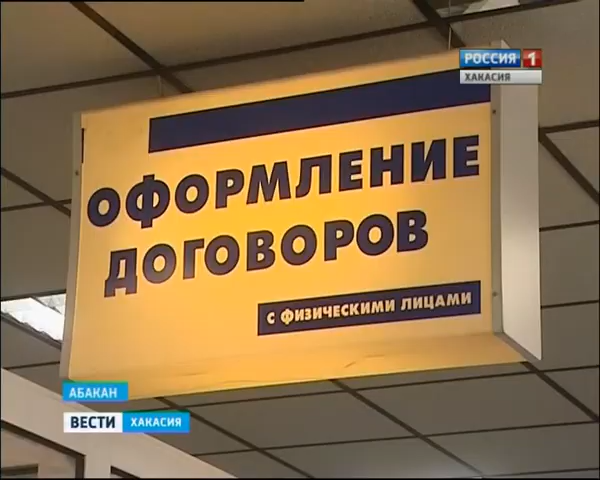 РОССИЯ 1
ХАКАСИЯ
ОФОРМЛЕНИЕ
ДОГОВОРОВ
С ФИЗИЧЕСКИМИ ЛИЦАМИ
АБАКАН
ВЕСТИ ХАКАСИЯ